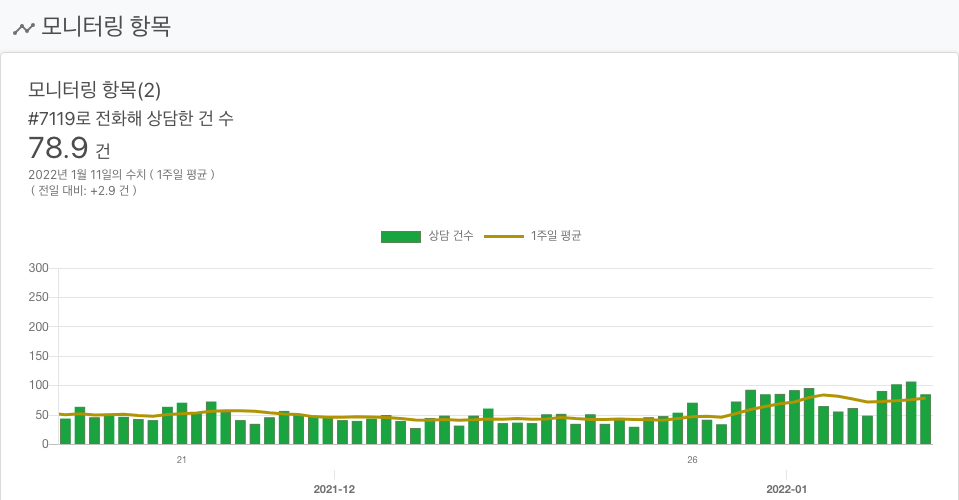 모니터링 항목
모니터링 항목(2)
#7119로 전화해 상담한 건 수
78.9 건
2022년 1월 11일의 수치 ( 1주일 평균 )
( 전일 대비: +2.9 건 )
상담 건수 1주일 평균
300
250
200
150
100
50
0
21 26
2021-12 2022-01